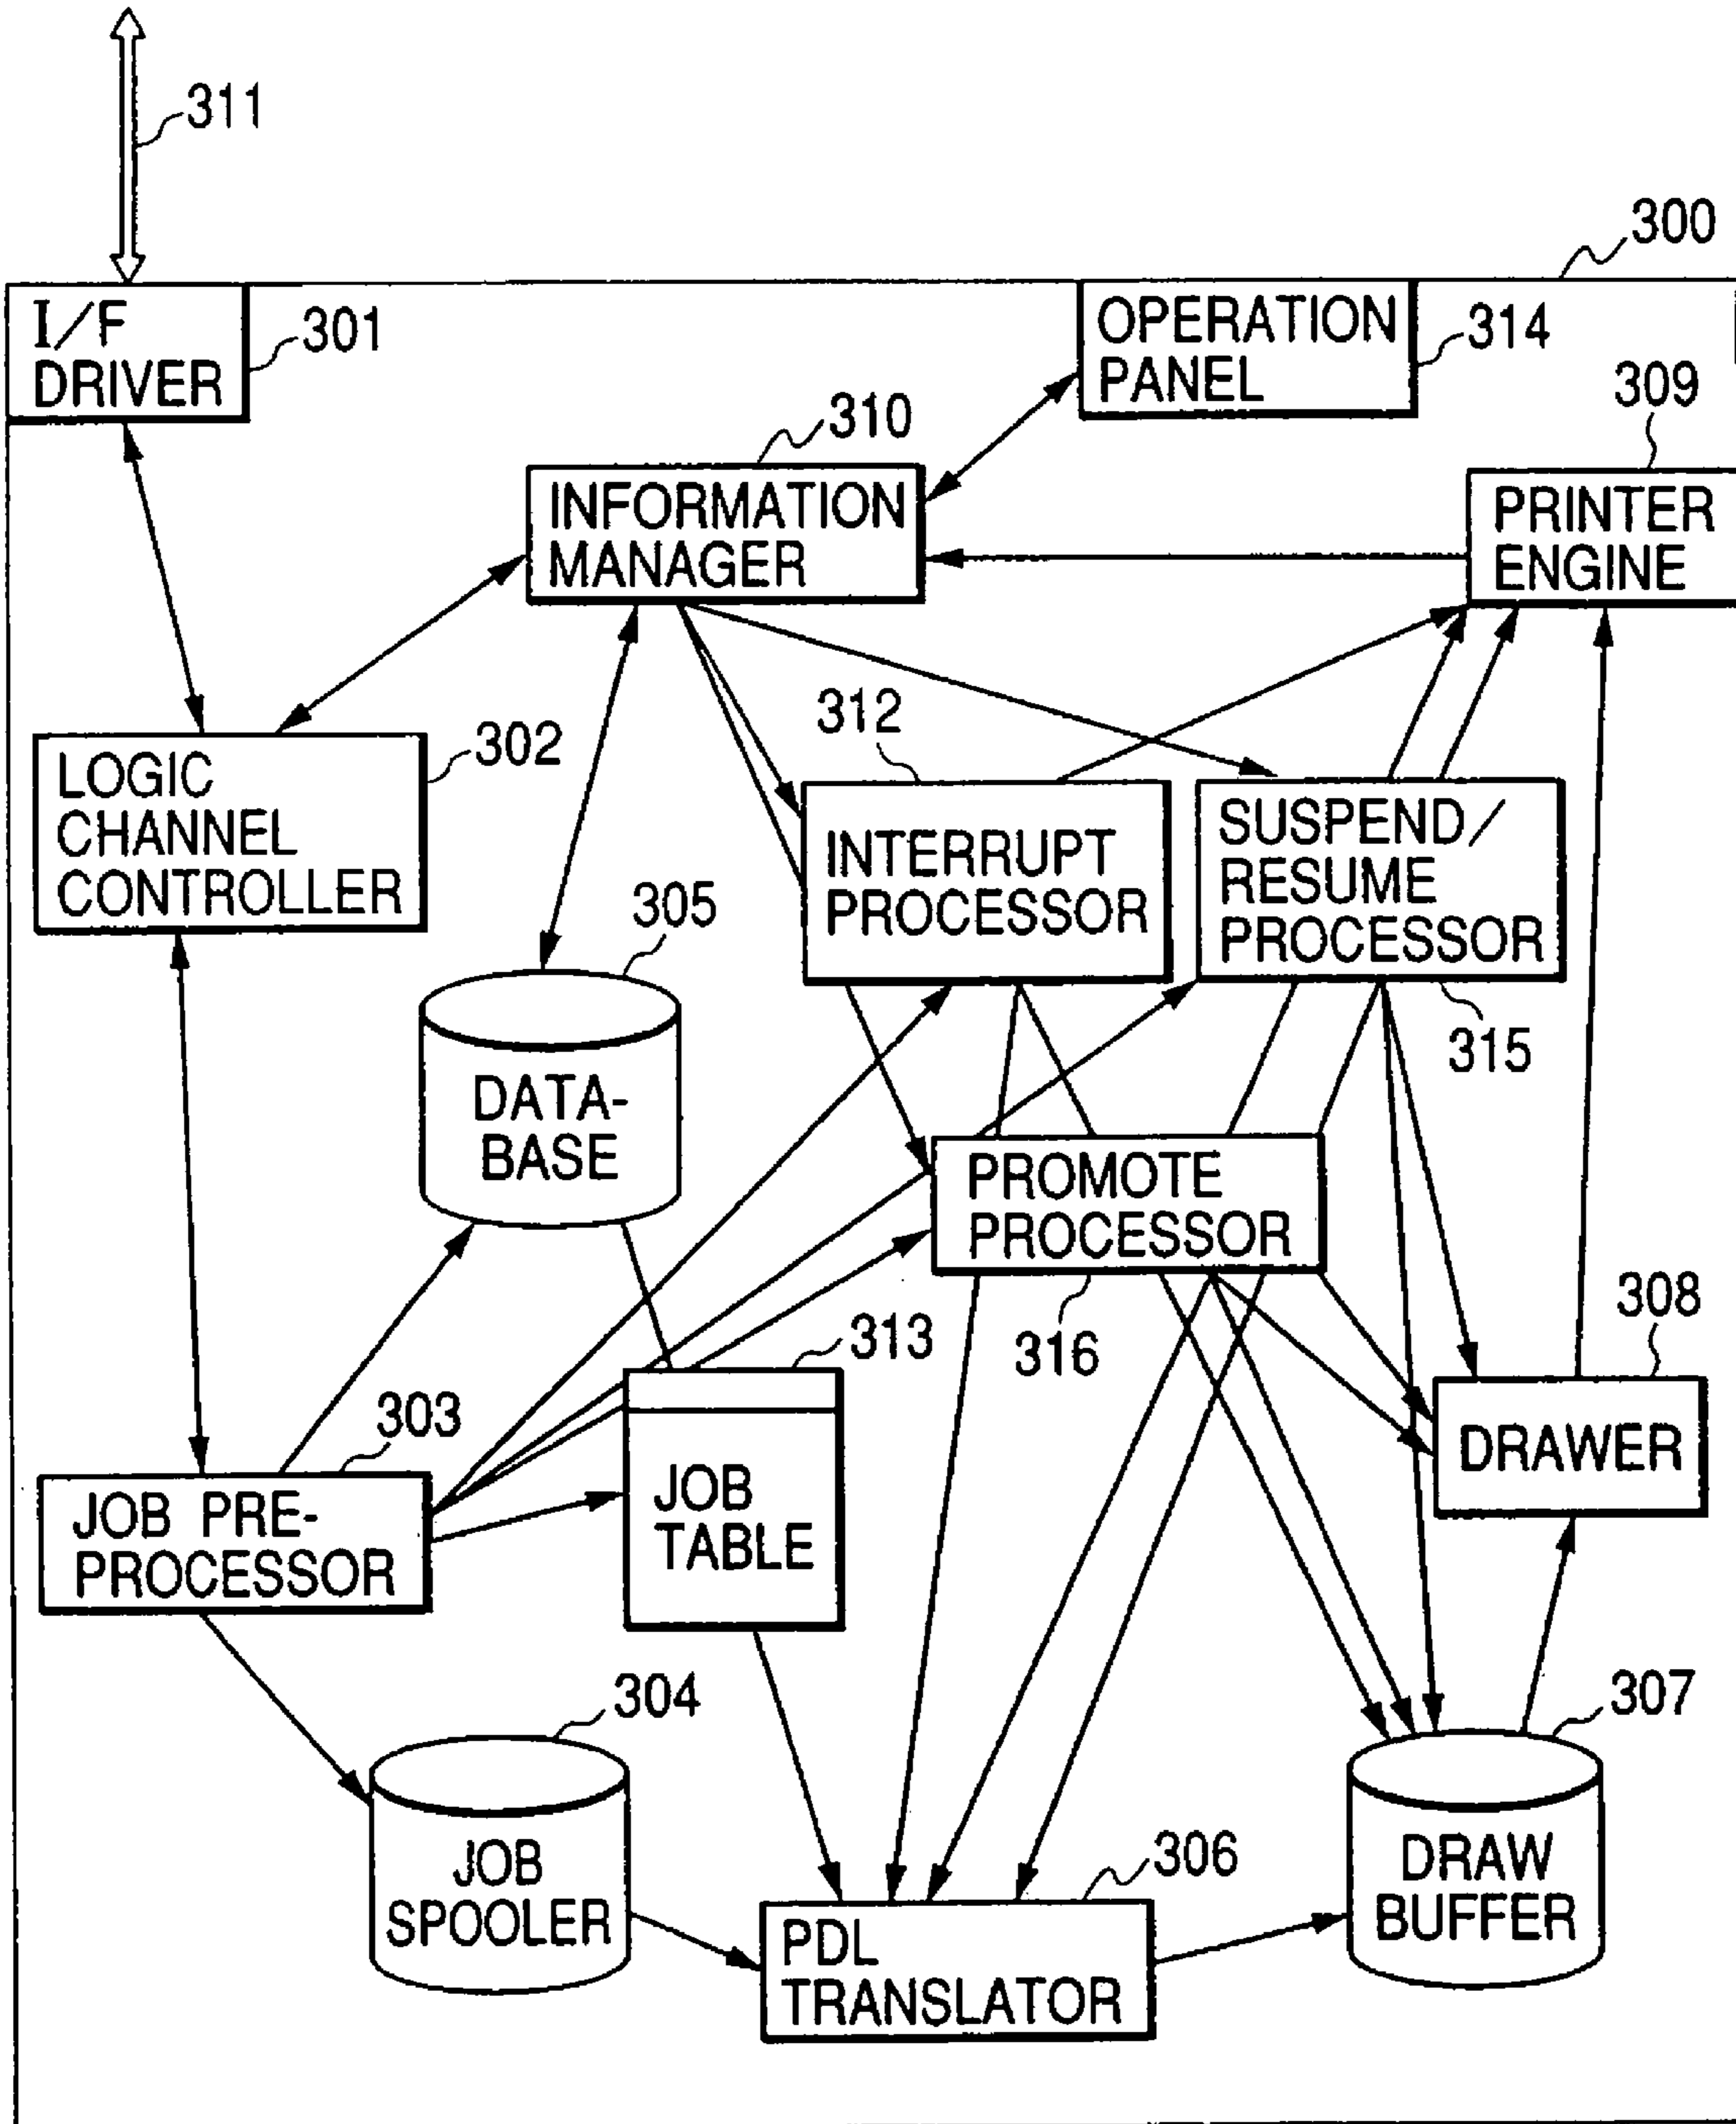 311
300
I/F
DRIVER
301
OPERATION
PANEL
314
310
309
INFORMATION
MANAGER
PRINTER
ENGINE
312
302
LOGIC
CHANNEL
CONTROLLER
INTERRUPT
PROCESSOR
SUSPEND/
RESUME
PROCESSOR
305
315
DATA-
BASE
PROMOTE
PROCESSOR
316
308
313
303
DRAWER
JOB PRE-
PROCESSOR
JOB
TABLE
304
307
JOB
SPOOLER
306
DRAW
BUFFER
PDL
TRANSLATOR